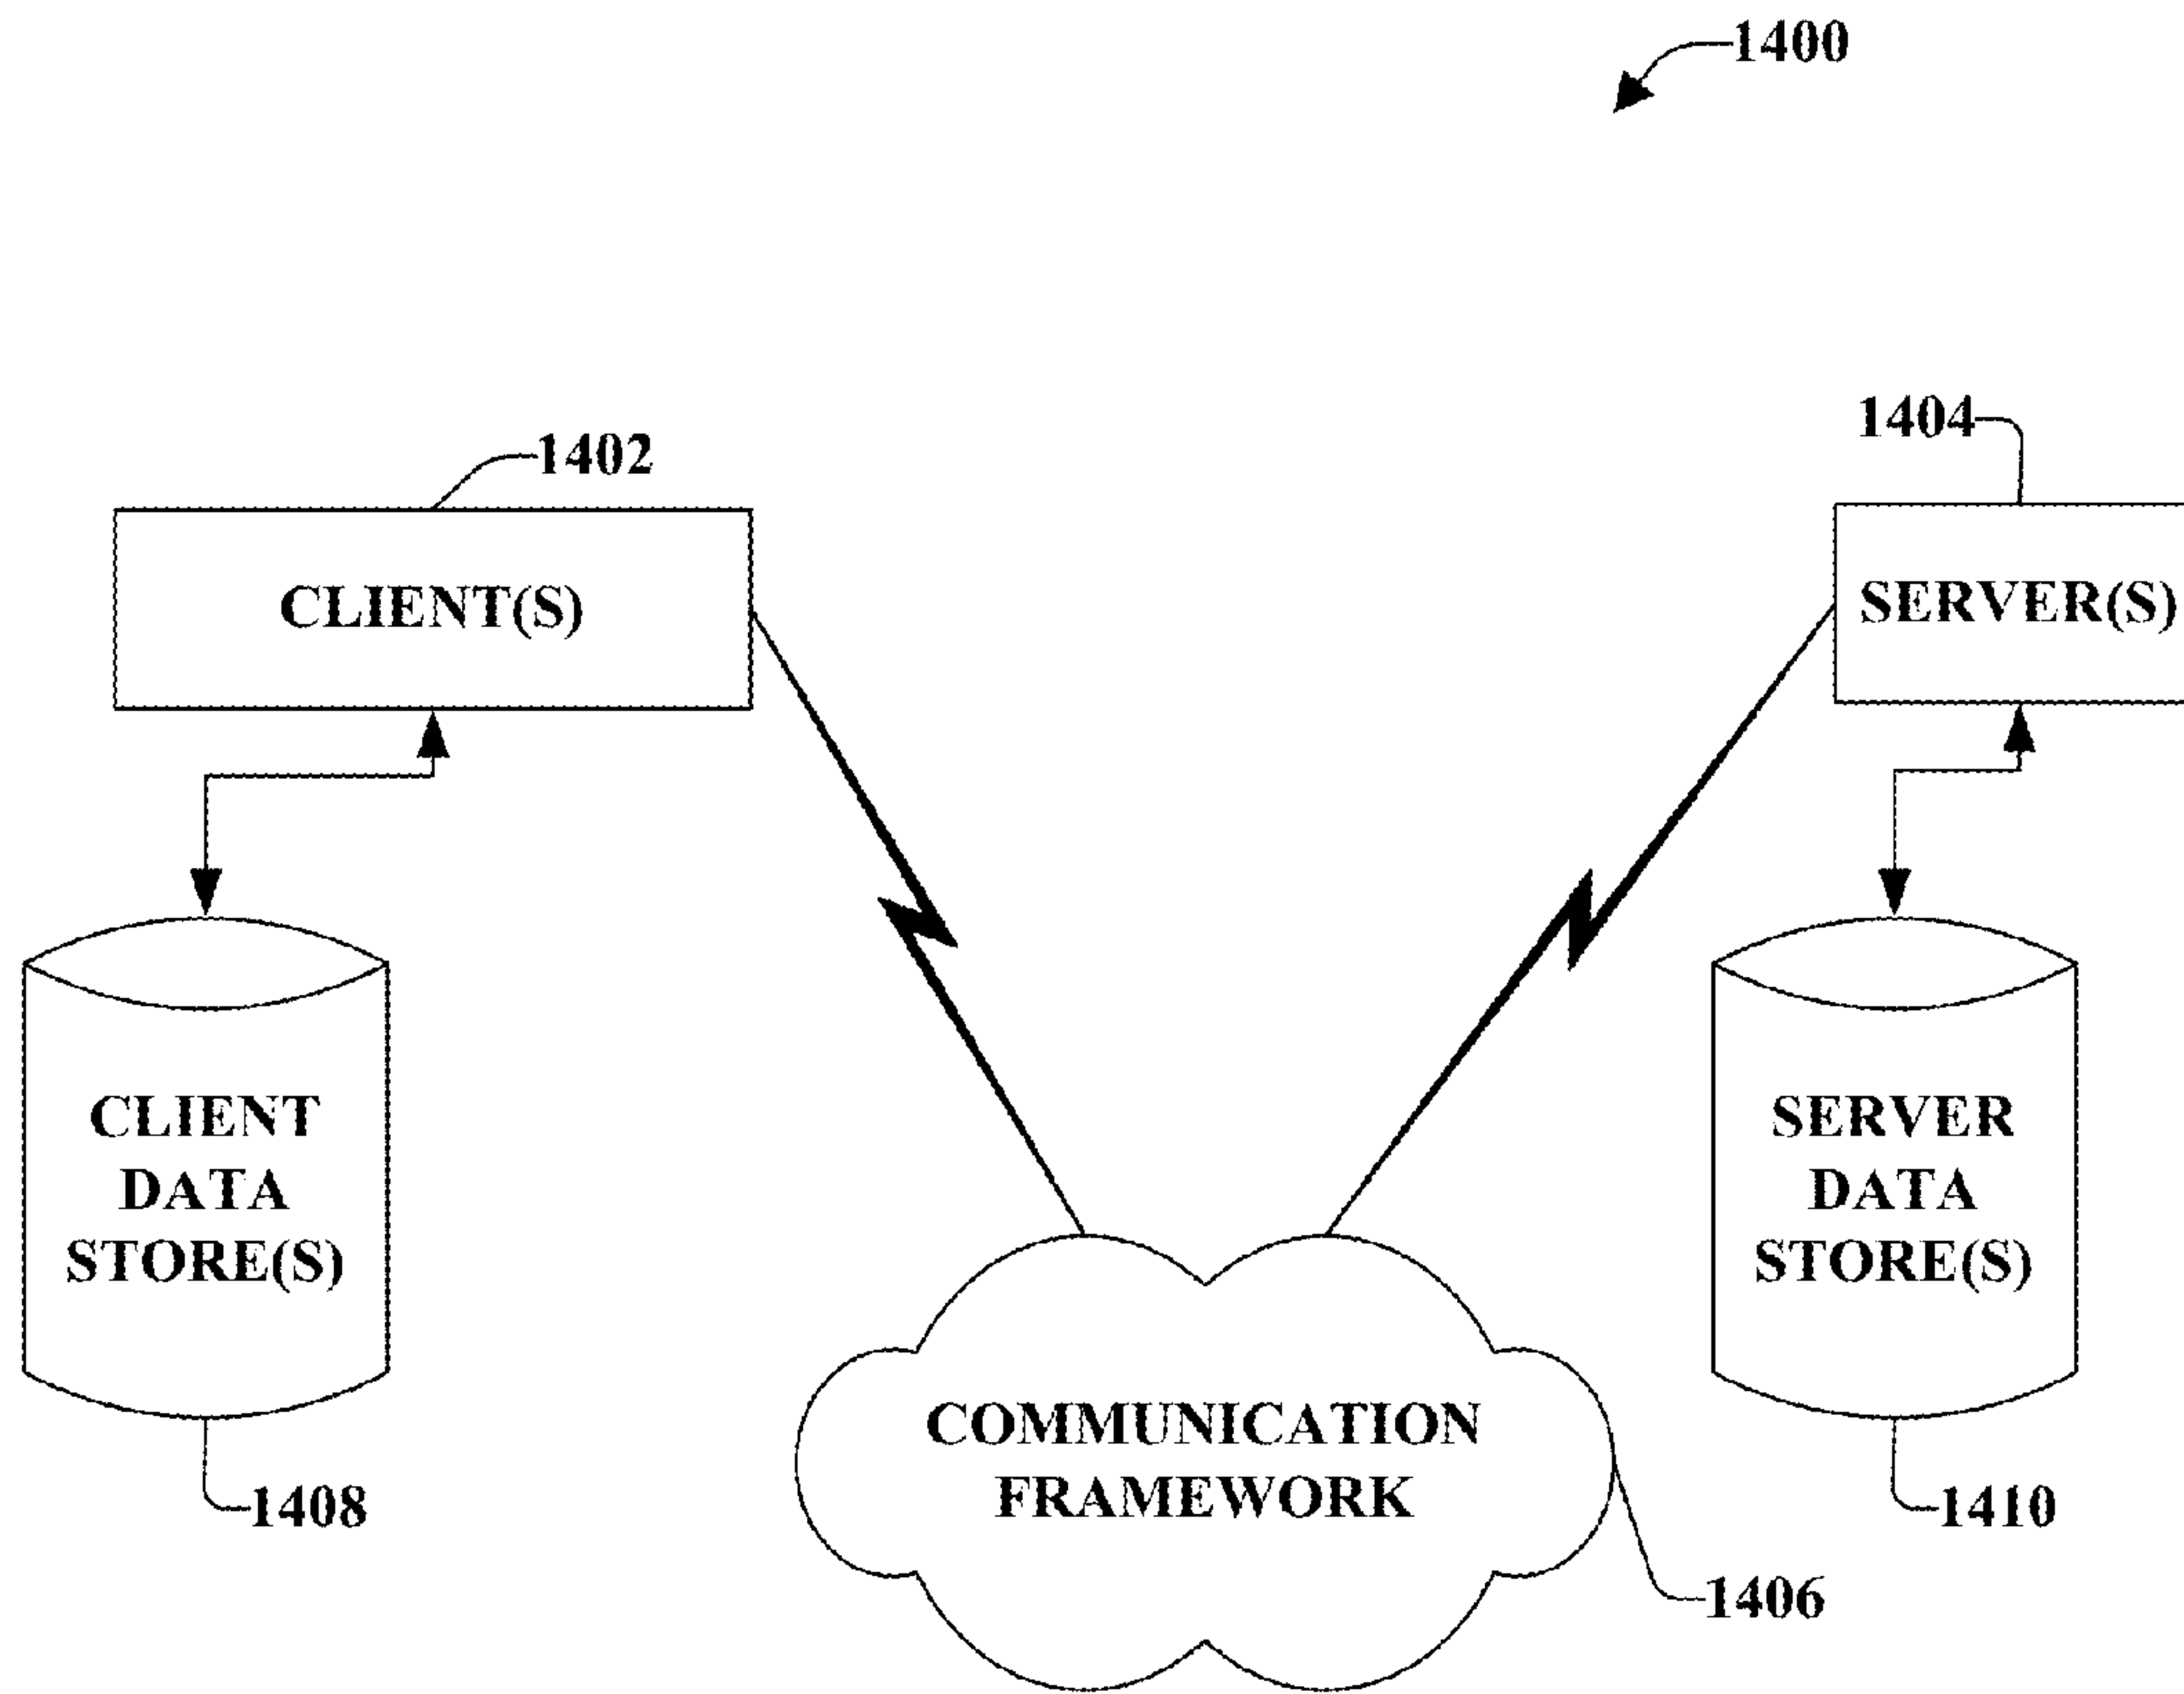 1400
1402
1404
CLIENT(S)
SERVER(S)
CLIENT
DATA
STORE(S)
SERVER
DATA
STORE(S)
COMMUNICATION
FRAMEWORK
1408
1410
1406